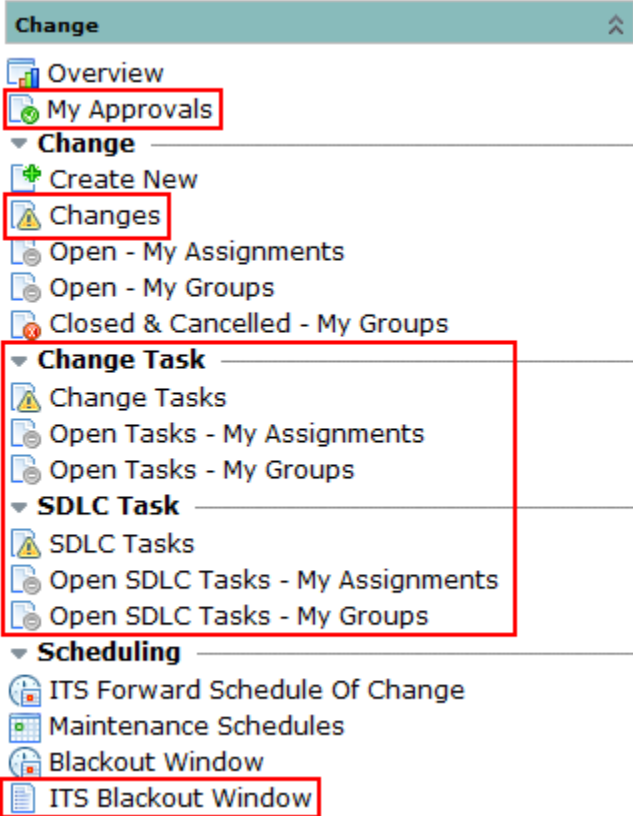 Change
Overview
My Approvals
Change
Create New
Changes
Open - My Assignments
Open - My Groups
Closed & Cancelled - My Groups
Change Task
Change Tasks
Open Tasks - My Assignments
Open Tasks - My Groups
SDLC Task
SDLC Tasks
Open SDLC Tasks - My Assignments
Open SDLC Tasks - My Groups
Scheduling
ITS Forward Schedule Of Change
Maintenance Schedules
Blackout Window
ITS Blackout Window